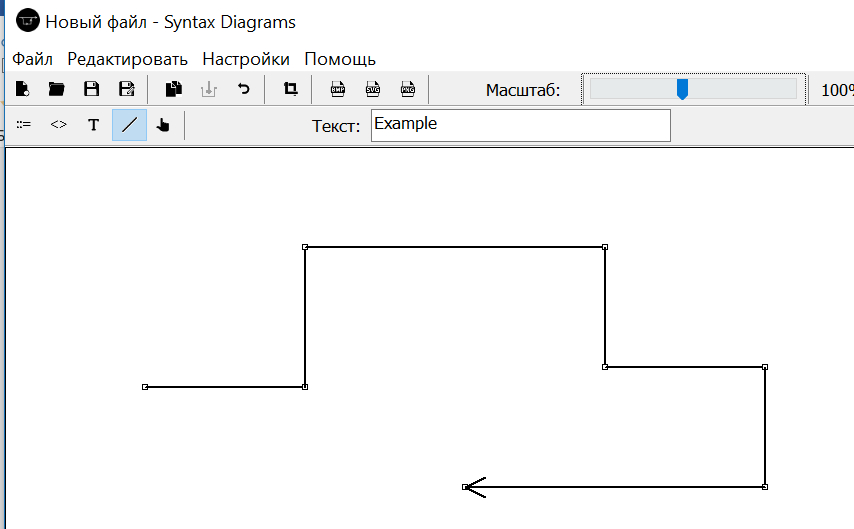 Новый файл - Syntax Diagrams
Файл Редактировать Настройки Помощь
BMP SVG PNG Масштаб: 100%
::= <> T Текст: Example